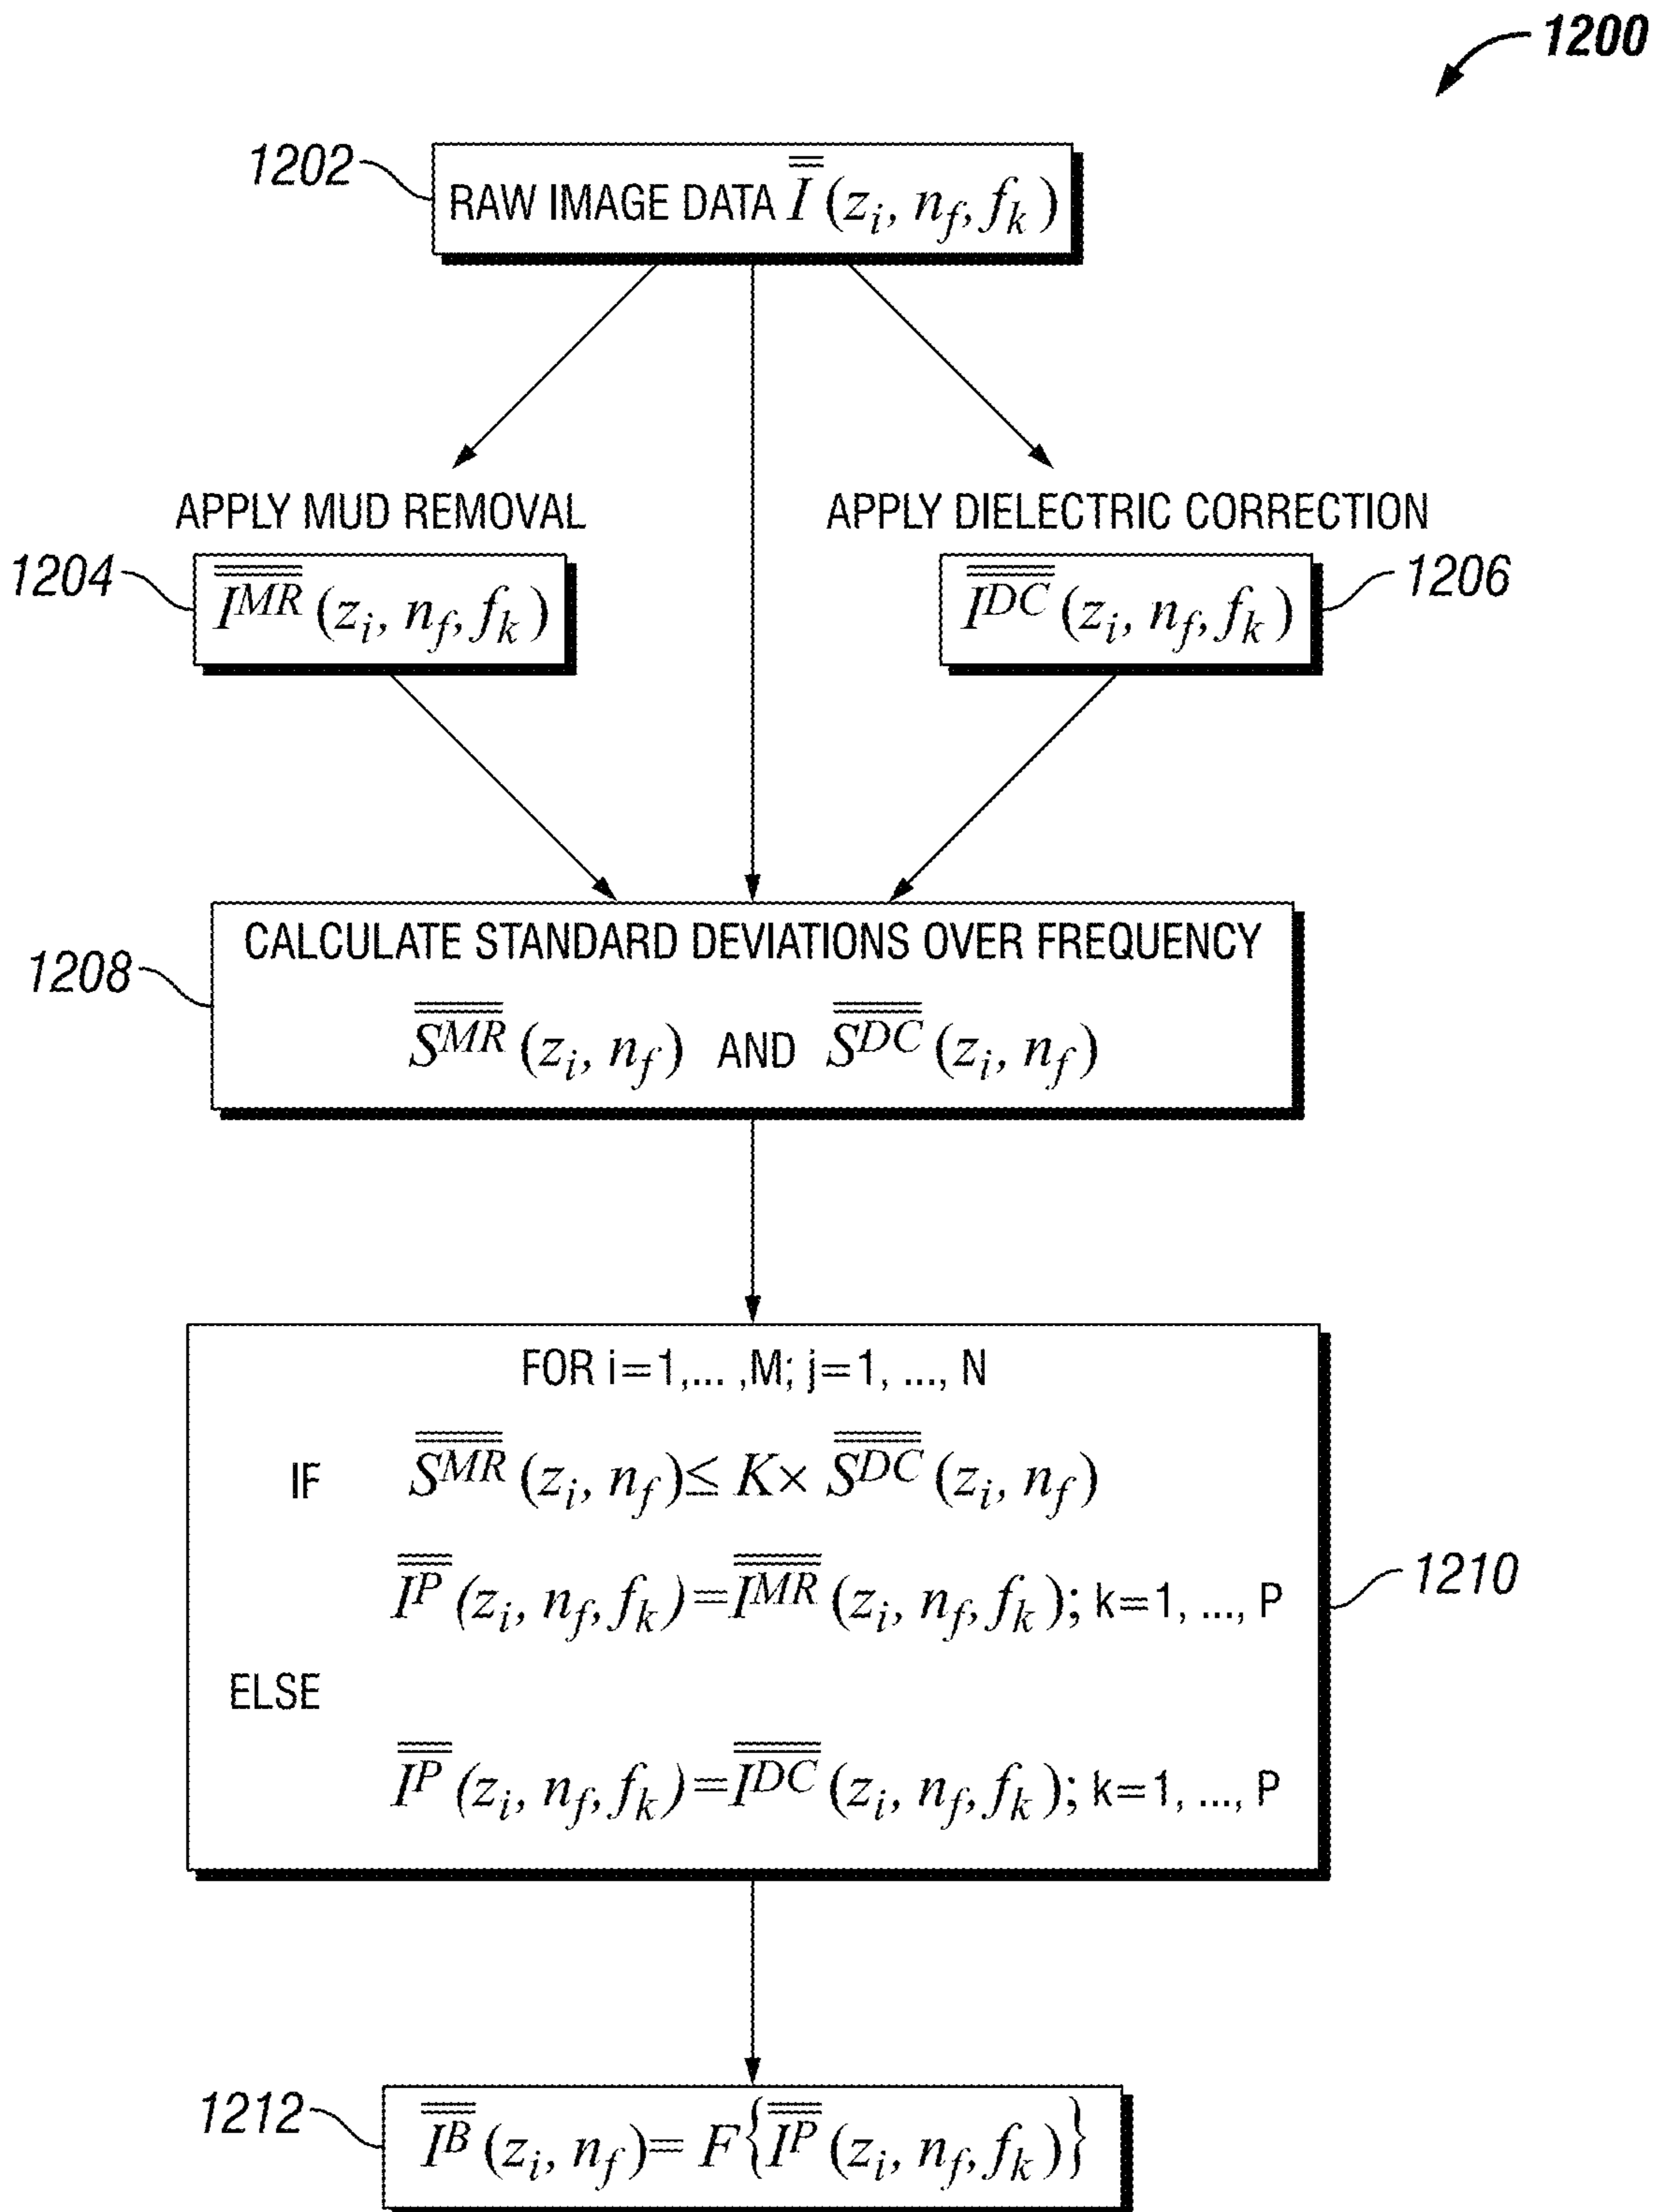 1200
1202
RAW IMAGE DATA I̿ (z_i, n_f, f_k)
APPLY MUD REMOVAL
APPLY DIELECTRIC CORRECTION
1204
I^MR (z_i, n_f, f_k)
I^DC (z_i, n_f, f_k)
1206
1208
CALCULATE STANDARD DEVIATIONS OVER FREQUENCY
S^MR (z_i, n_f) AND S^DC (z_i, n_f)
FOR i=1,... ,M; j=1, ..., N
IF S^MR (z_i, n_f) ≤ K× S^DC (z_i, n_f)
I^P (z_i, n_f, f_k)=I^MR (z_i, n_f, f_k); k=1, ..., P
1210
ELSE
I^P (z_i, n_f, f_k)=I^DC (z_i, n_f, f_k); k=1, ..., P
1212
I^B (z_i, n_f)= F{I^P (z_i, n_f, f_k)}